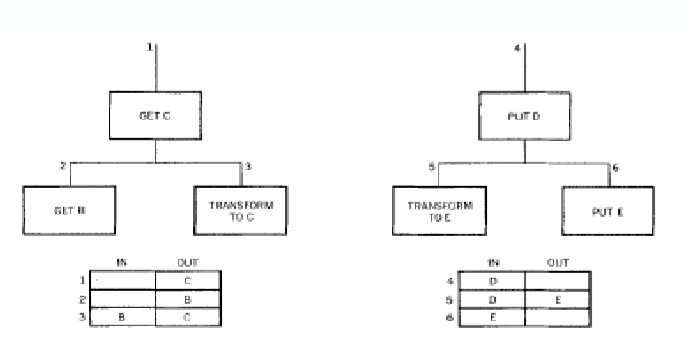 1
GET C
2
3
GET B
TRANSFORM
TO C
IN OUT
1 C
2 B
3 B C
4
PUT D
5
6
TRANSFORM
TO E
PUT E
IN OUT
4 D
5 D E
6 E